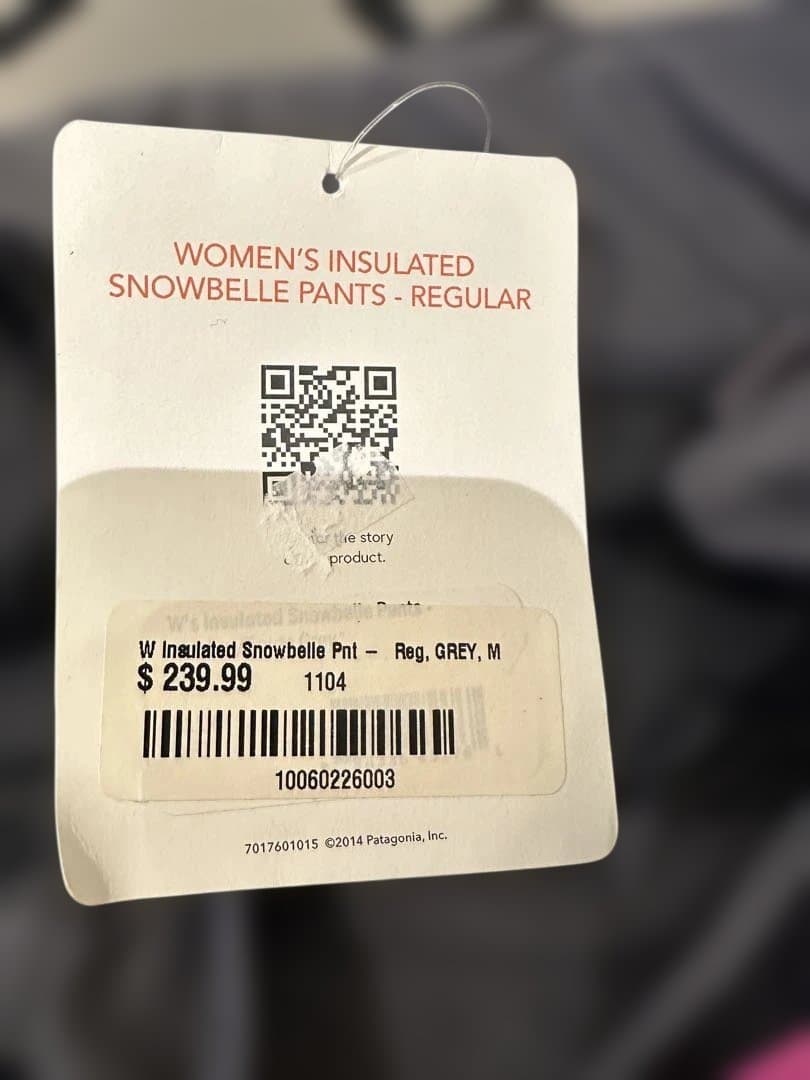 WOMEN'S INSULATED
SNOWBELLE PANTS - REGULAR
for the story
product.
W's Insulated Snowbelle Pants -
W Insulated Snowbelle Pnt – Reg, GREY, M
$ 239.99 1104
10060226003
7017601015 ©2014 Patagonia, Inc.